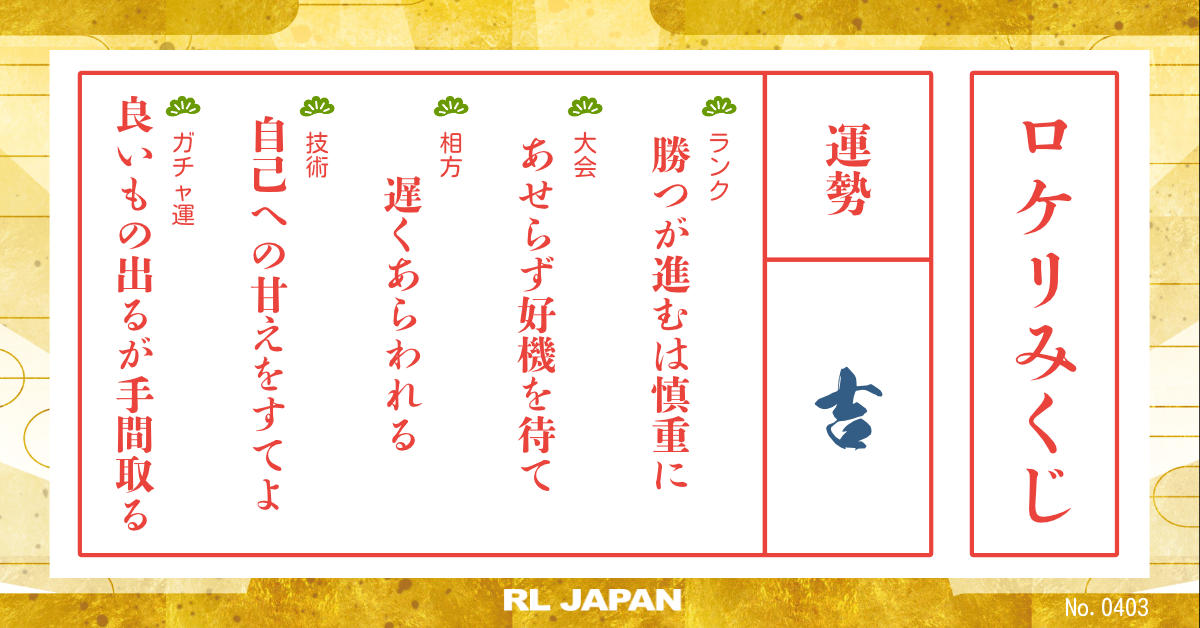 ロケリみくじ
運勢
吉
ランク
勝つが進むは慎重に
大会
あせらず好機を待て
相方
遅くあらわれる
技術
自己への甘えをすてよ
ガチャ運
良いもの出るが手間取る
RL JAPAN
No. 0403